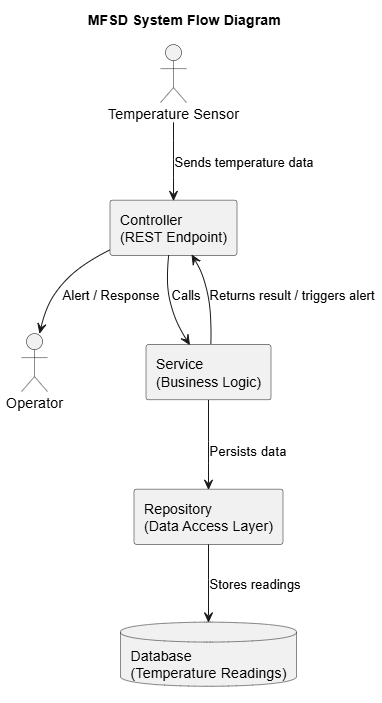 MFSD System Flow Diagram
Temperature Sensor
Sends temperature data
Controller
(REST Endpoint)
Alert / Response
Calls
Returns result / triggers alert
Operator
Service
(Business Logic)
Persists data
Repository
(Data Access Layer)
Stores readings
Database
(Temperature Readings)